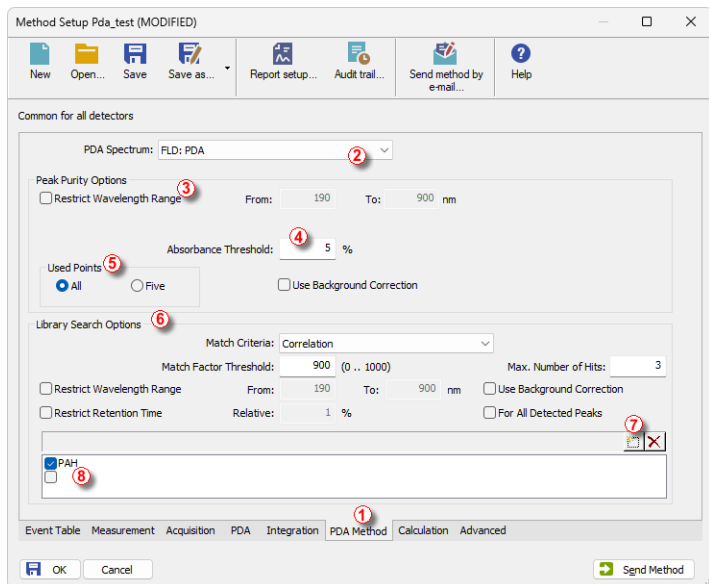 Method Setup Pda_test (MODIFIED)
New Open... Save Save as... Report setup... Audit trail... Send method by e-mail... Help
Common for all detectors
PDA Spectrum: FLD: PDA 2
Peak Purity Options
3
Restrict Wavelength Range From: 190 To: 900 nm
4
Absorbance Threshold: 5 %
Used Points 5
All Five Use Background Correction
Library Search Options 6
Match Criteria: Correlation
Match Factor Threshold: 900 (0 .. 1000) Max. Number of Hits: 3
Restrict Wavelength Range From: 190 To: 900 nm Use Background Correction
Restrict Retention Time Relative: 1 % For All Detected Peaks
7
PAH
8
1
Event Table Measurement Acquisition PDA Integration PDA Method Calculation Advanced
OK Cancel Send Method